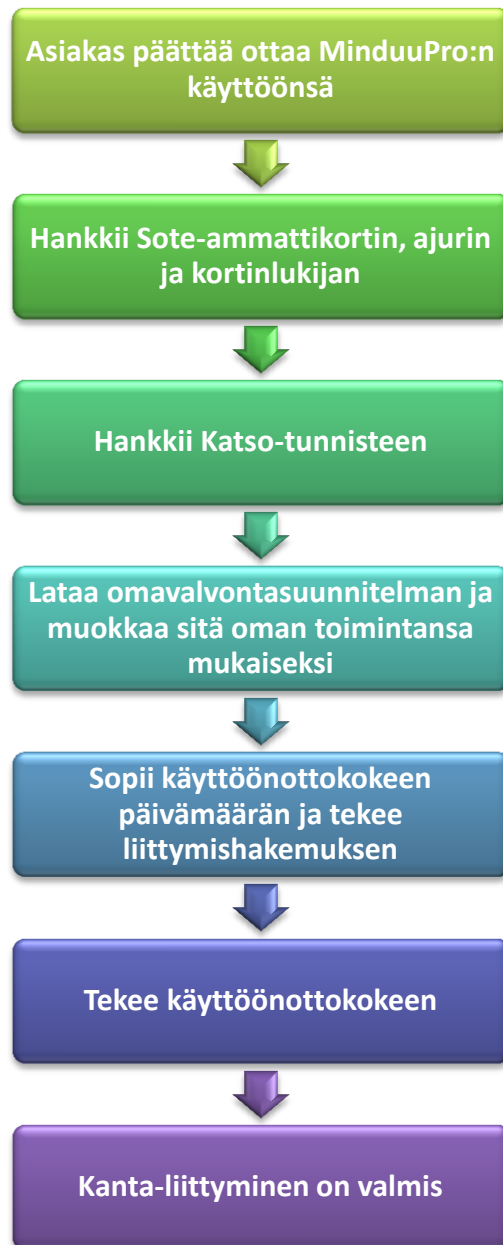 Asiakas päättää ottaa MinduuPro:n
käyttöönsä
Hankkii Sote-ammattikortin, ajurin
ja kortinlukijan
Hankkii Katso-tunnisteen
Lataa omavalvontasuunnitelman ja
muokkaa sitä oman toimintansa
mukaiseksi
Sopii käyttöönottokokeen
päivämäärän ja tekee
liittymishakemuksen
Tekee käyttöönottokokeen
Kanta-liittyminen on valmis